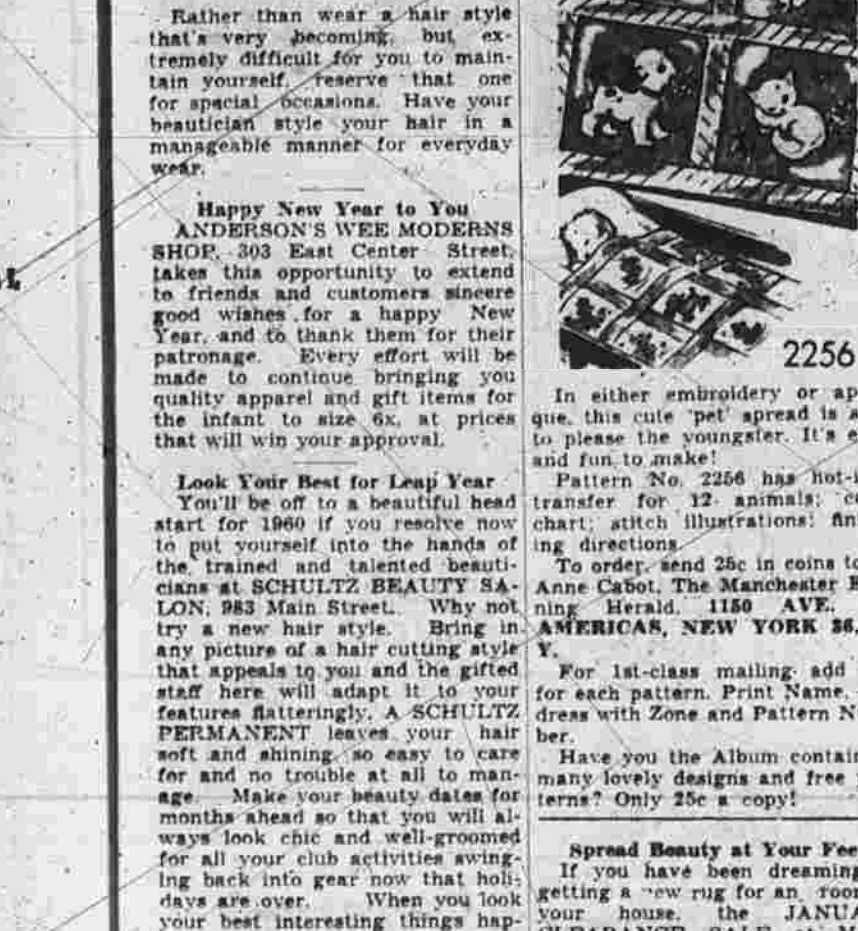 Rather than wear a hair style
that's very becoming, but ex-
tremely difficult for you to main-
tain yourself, reserve that one
for special occasions. Have your
beautician style your hair in a
manageable manner for everyday
wear.
Happy New Year to You
ANDERSON'S WEE MODERNS
SHOP, 303 East Center Street,
takes this opportunity to extend
to friends and customers sincere
good wishes for a happy New
Year, and to thank them for their
patronage. Every effort will be
made to continue bringing you
quality apparel and gift items for
the infant to size 6x, at prices
that will win your approval.
Look Your Best for Leap Year
You'll be off to a beautiful head
start for 1960 if you resolve now
to put yourself into the hands of
the trained and talented beauti-
cians at SCHULTZ BEAUTY SA-
LON, 983 Main Street. Why not
try a new hair style. Bring in
any picture of a hair cutting style
that appeals to you and the gifted
staff here will adapt it to your
features flatteringly. A SCHULTZ
PERMANENT leaves your hair
soft and shining, so easy to care
for and no trouble at all to man-
age. Make your beauty dates for
months ahead so that you will al-
ways look chic and well-groomed
for all your club activities swing-
ing back into gear now that holi-
days are over. When you look
your best interesting things hap-
2256
In either embroidery or ap
que, this cute 'pet' spread is a
to please the youngster. It's e
and fun to make!
Pattern No. 2256 has hot-i
transfer for 12 animals; c
chart; stitch illustrations; fin
ing directions.
To order, send 25c in coins to
Anne Cabot, The Manchester E
ning Herald, 1150 AVE.
AMERICAS, NEW YORK 36,
Y.
For 1st-class mailing add
for each pattern. Print Name,
dress with Zone and Pattern N
ber.
Have you the Album contain
many lovely designs and free
terns? Only 25c a copy!
Spread Beauty at Your Fee
If you have been dreaming
getting a new rug for an room
your house, the JANUA
CLEARANCE SALE at M